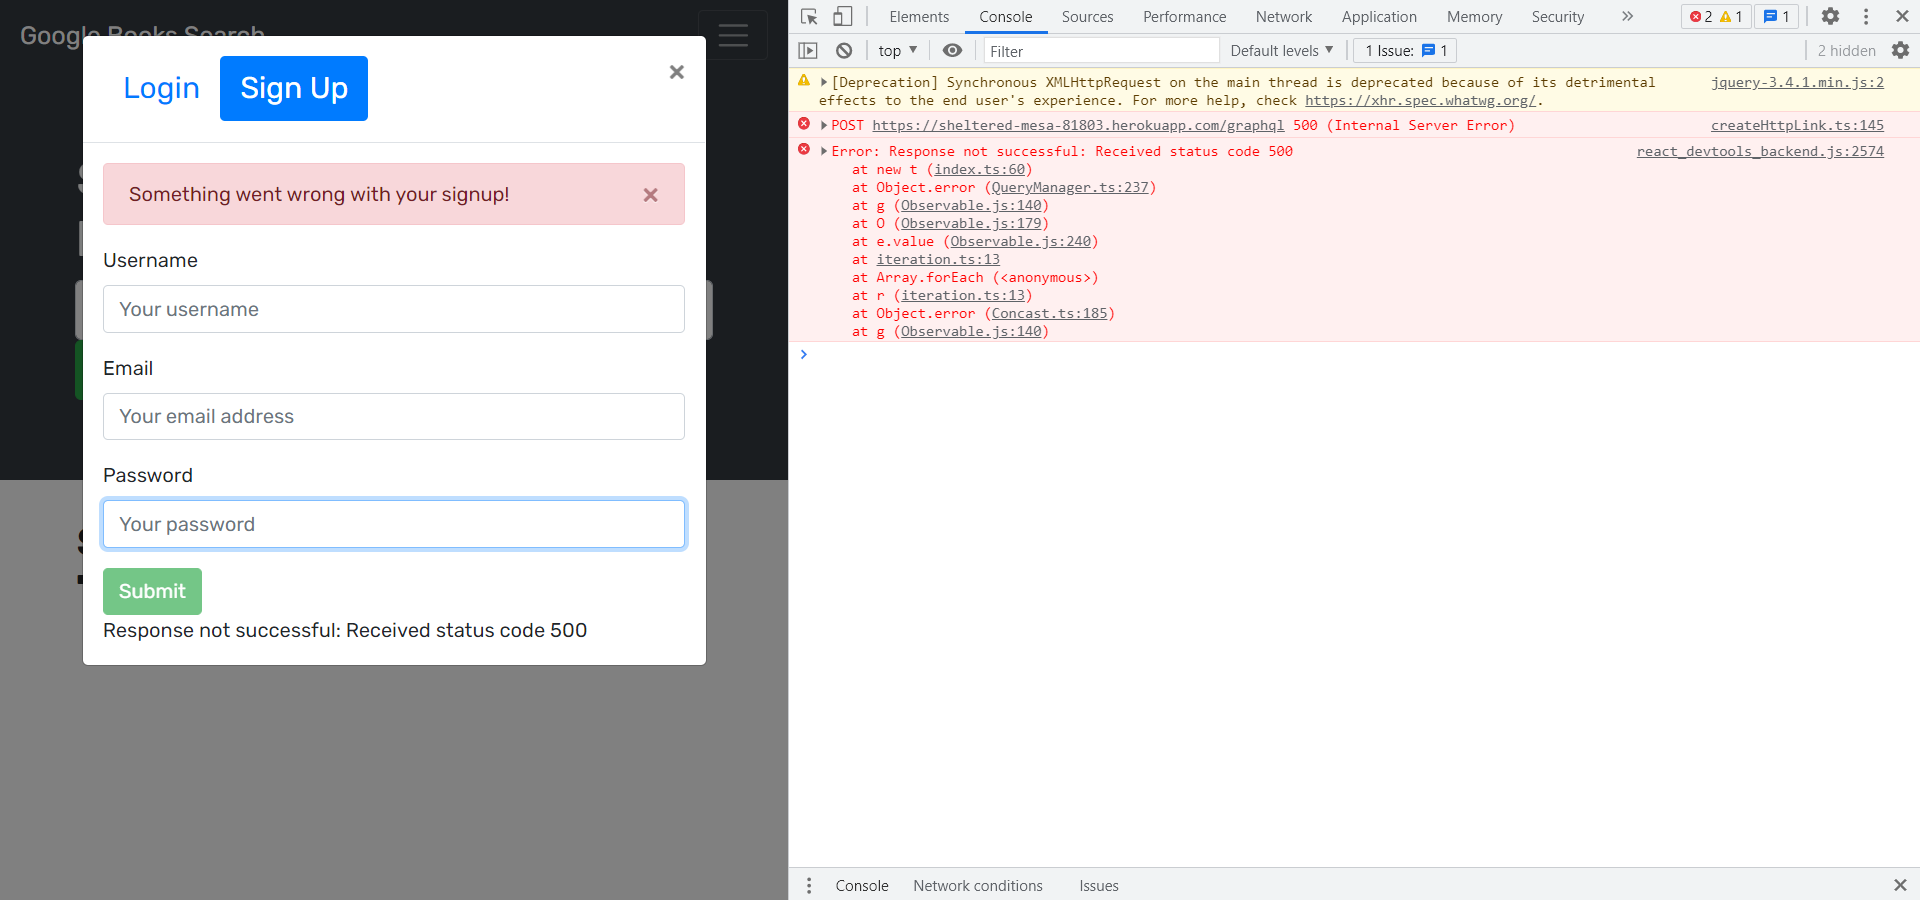 Google Books Search
Login
Sign Up
×
Something went wrong with your signup!
×
Username
Your username
Email
Your email address
Password
Your password
Submit
Response not successful: Received status code 500
Elements Console Sources Performance Network Application Memory Security » 2 1 1
top Filter Default levels 1 Issue: 1 2 hidden
[Deprecation] Synchronous XMLHttpRequest on the main thread is deprecated because of its detrimental jquery-3.4.1.min.js:2
effects to the end user's experience. For more help, check https://xhr.spec.whatwg.org/.
POST https://sheltered-mesa-81803.herokuapp.com/graphql 500 (Internal Server Error) createHttpLink.ts:145
Error: Response not successful: Received status code 500 react_devtools_backend.js:2574
at new t (index.ts:60)
at Object.error (QueryManager.ts:237)
at g (Observable.js:140)
at O (Observable.js:179)
at e.value (Observable.js:240)
at iteration.ts:13
at Array.forEach (<anonymous>)
at r (iteration.ts:13)
at Object.error (Concast.ts:185)
at g (Observable.js:140)
Console Network conditions Issues